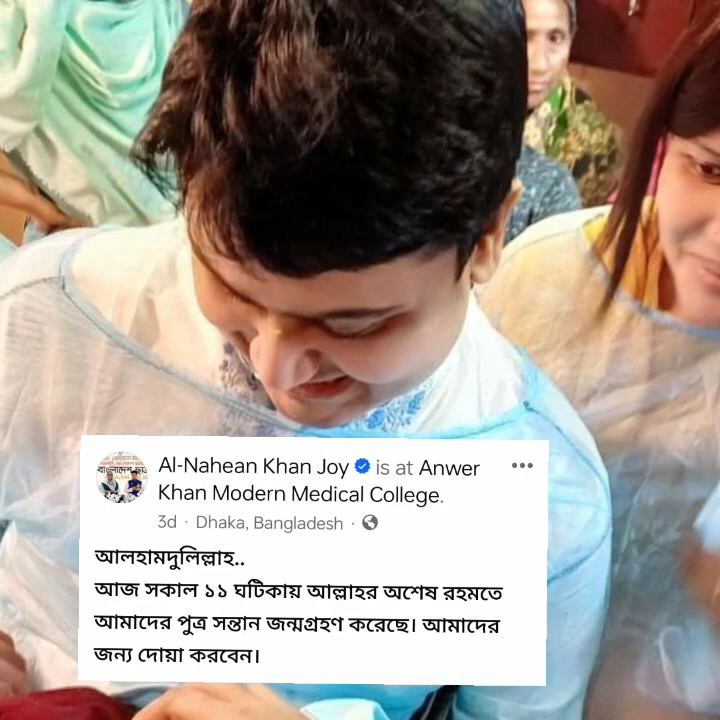 Al-Nahean Khan Joy is at Anwer
Khan Modern Medical College.
3d · Dhaka, Bangladesh ·
আলহামদুলিল্লাহ..
আজ সকাল ১১ ঘটিকায় আল্লাহর অশেষ রহমতে
আমাদের পুত্র সন্তান জন্মগ্রহণ করেছে। আমাদের
জন্য দোয়া করবেন।